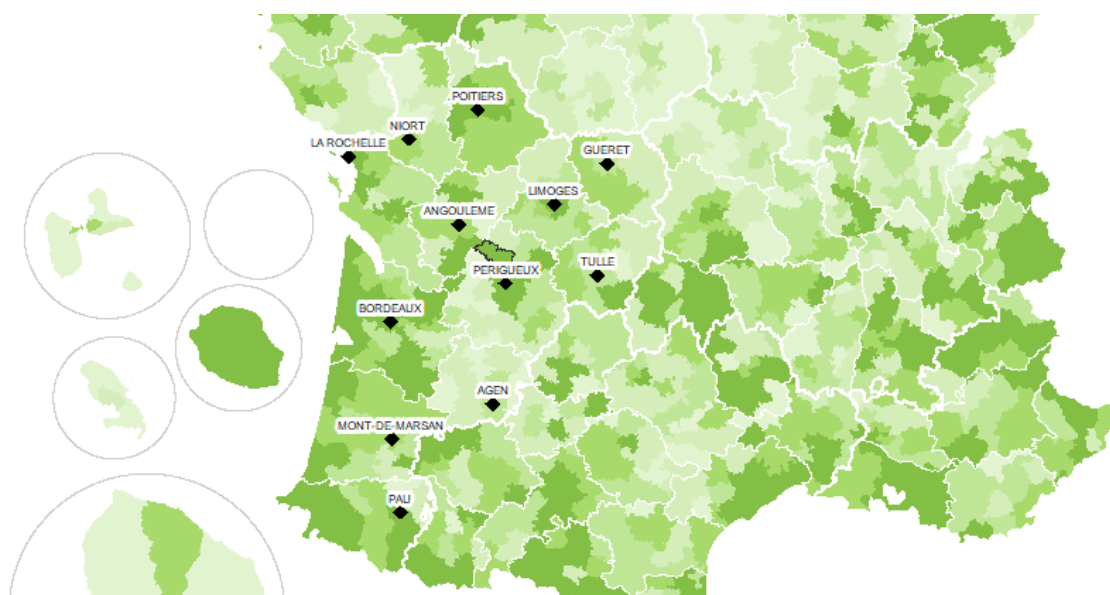 POITIERS
NIORT
LA ROCHELLE
GUERET
LIMOGES
ANGOULEME
TULLE
PERIGUEUX
BORDEAUX
AGEN
MONT-DE-MARSAN
PAU